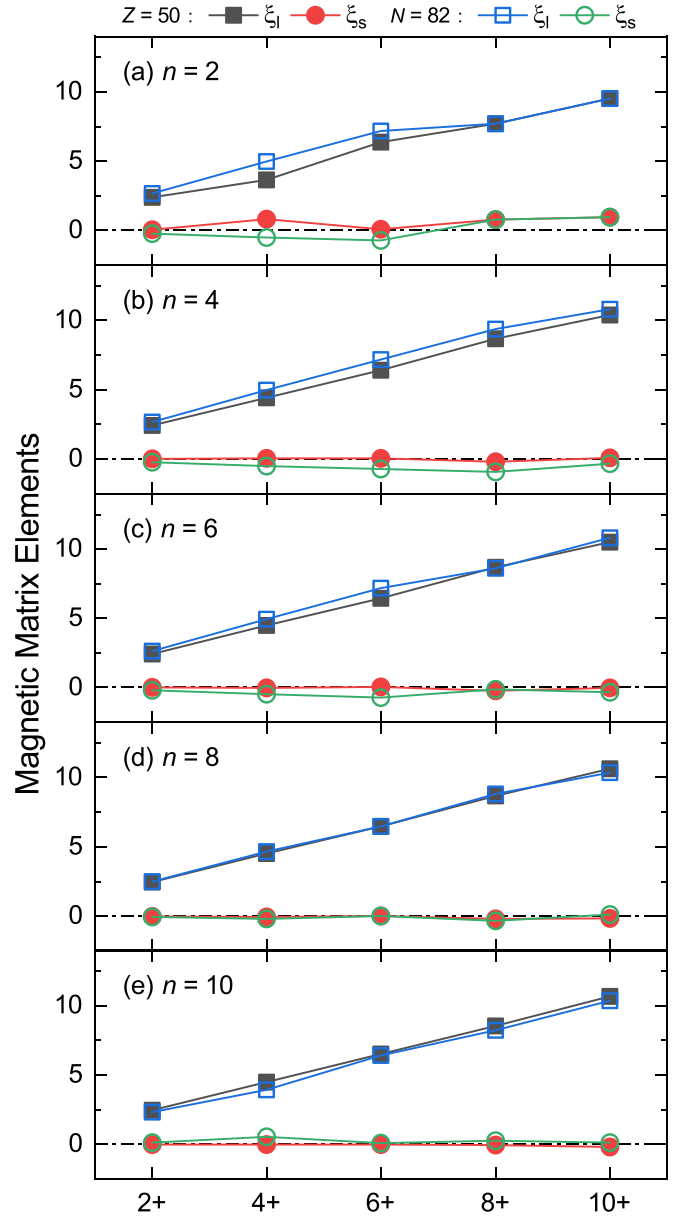 Z = 50 : ξl ξs N = 82 : ξl ξs
Magnetic Matrix Elements
(a) n = 2
10
5
0
(b) n = 4
10
5
0
(c) n = 6
10
5
0
(d) n = 8
10
5
0
(e) n = 10
10
5
0
2+ 4+ 6+ 8+ 10+